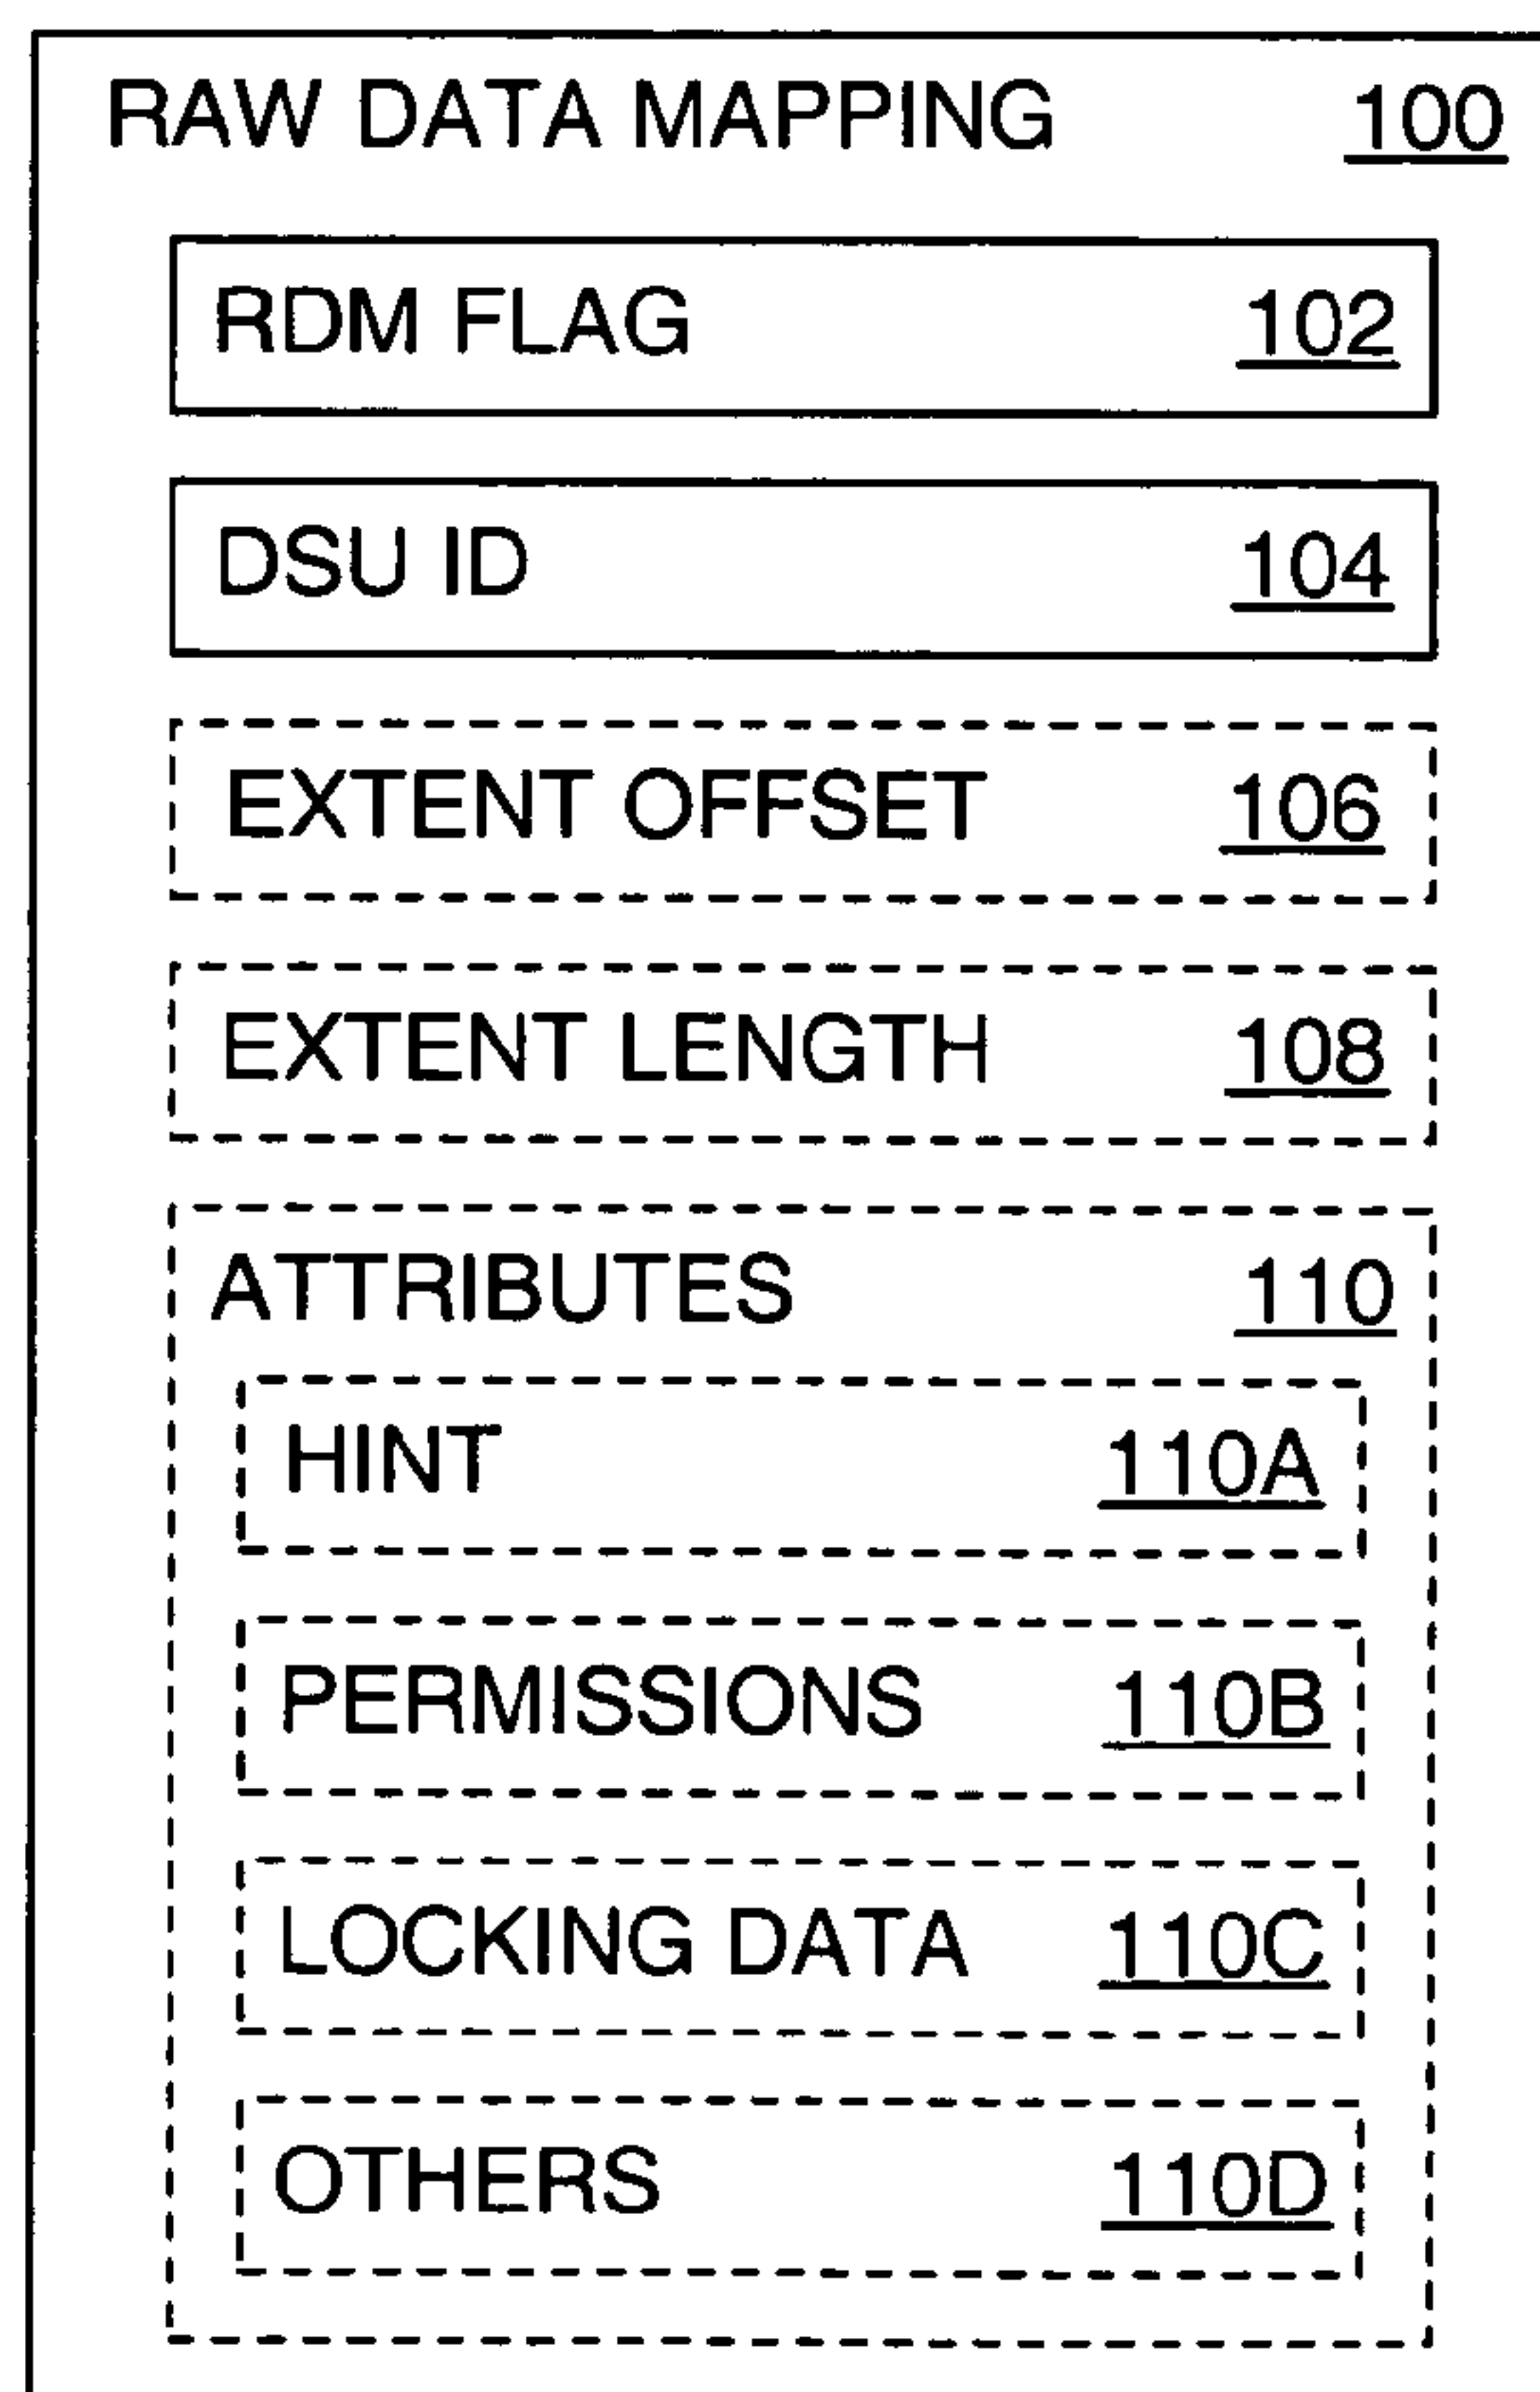 RAW DATA MAPPING 100
RDM FLAG 102
DSU ID 104
EXTENT OFFSET 106
EXTENT LENGTH 108
ATTRIBUTES 110
HINT 110A
PERMISSIONS 110B
LOCKING DATA 110C
OTHERS 110D